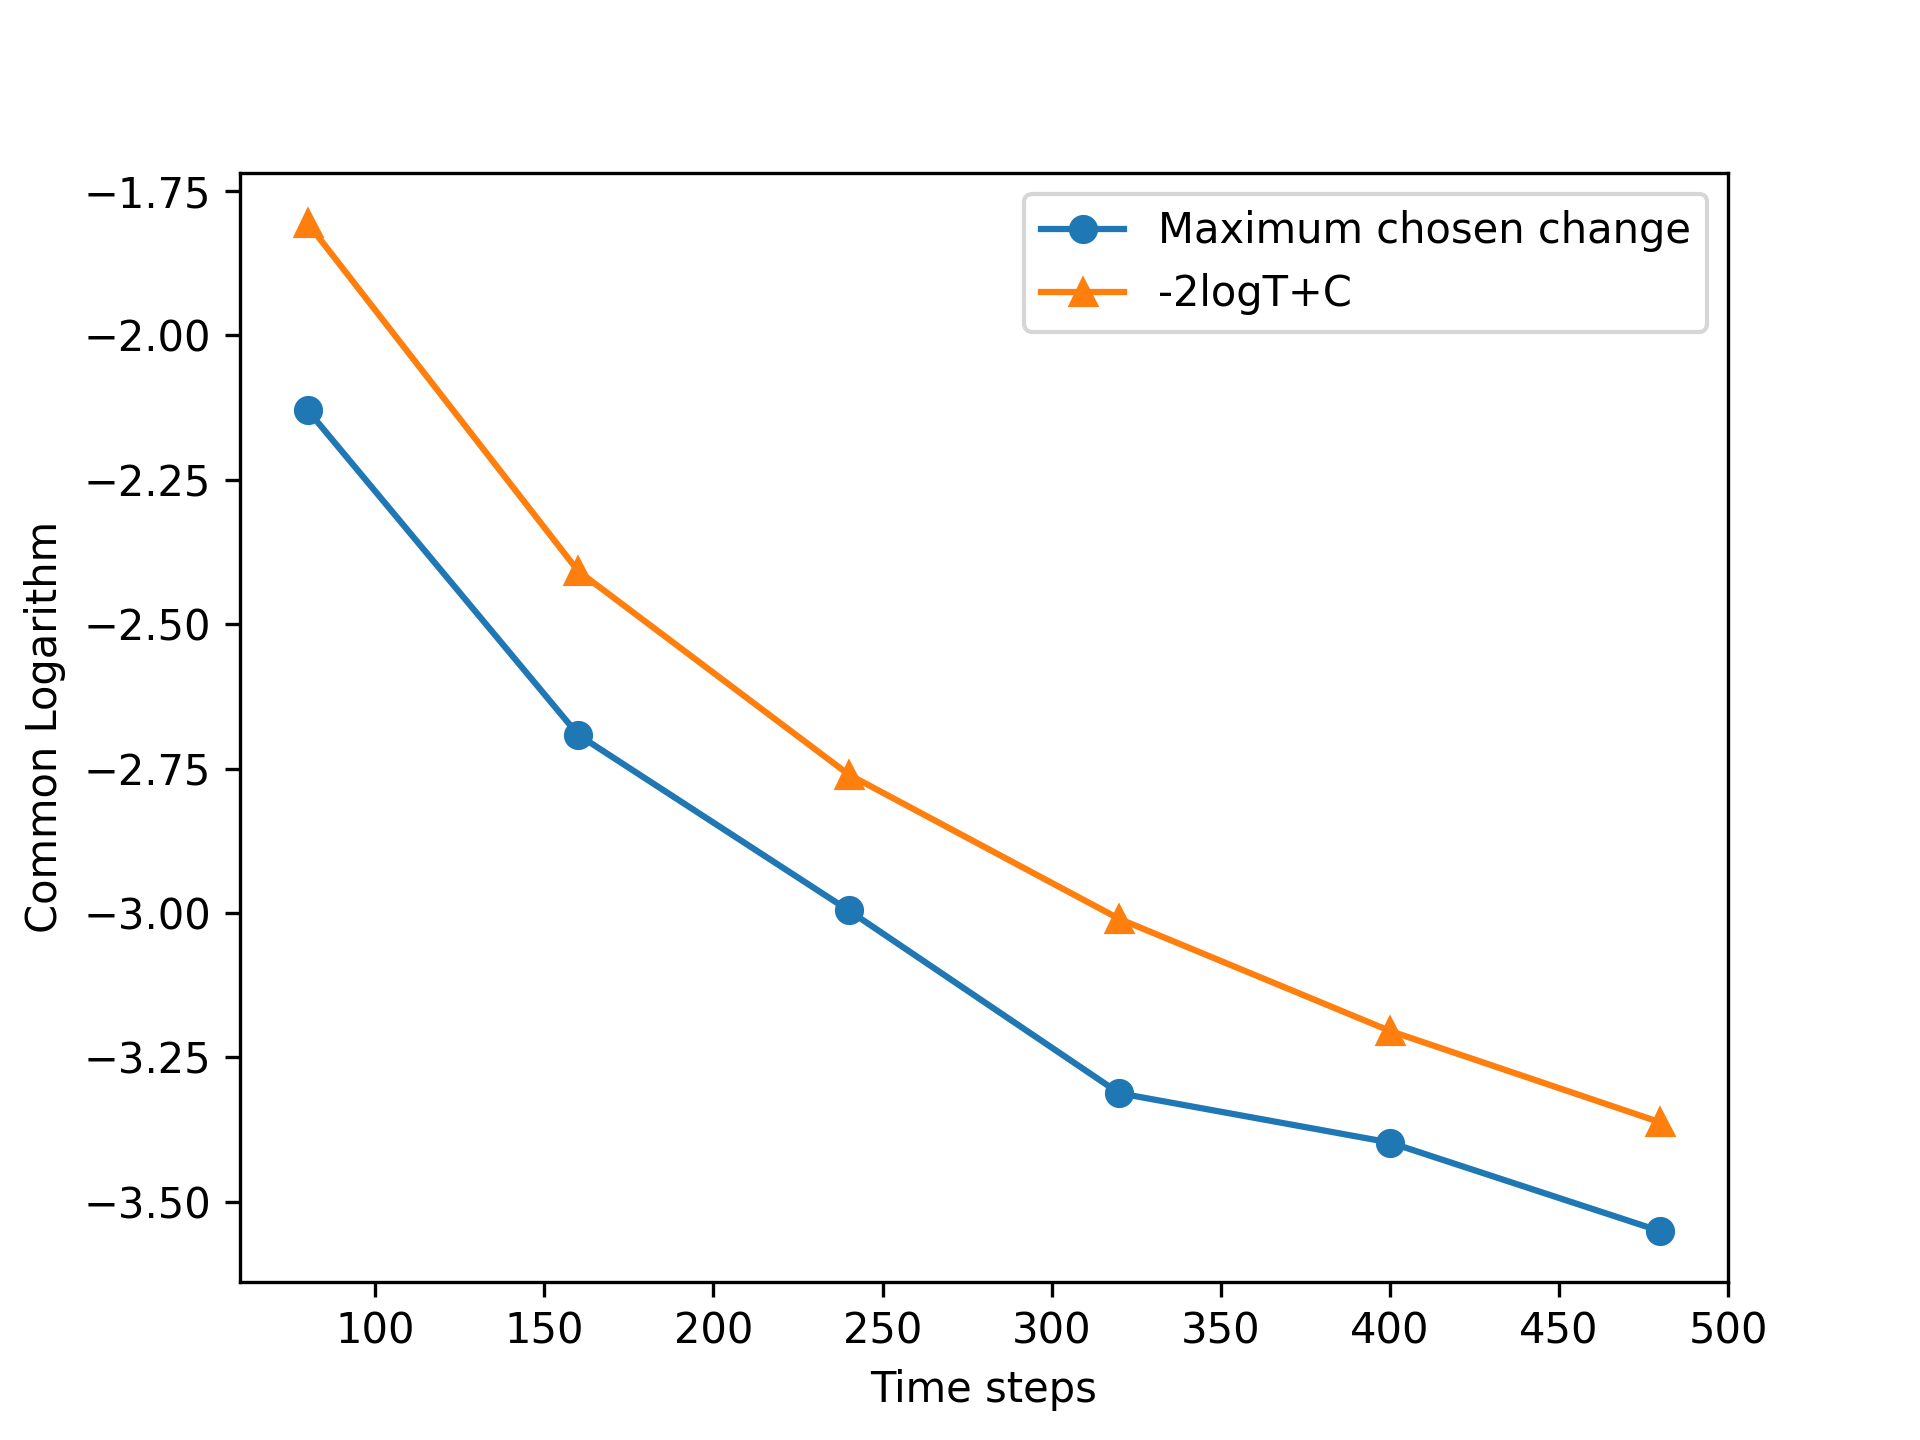 Maximum chosen change
-2logT+C
−1.75
−2.00
−2.25
−2.50
−2.75
−3.00
−3.25
−3.50
Common Logarithm
100 150 200 250 300 350 400 450 500
Time steps